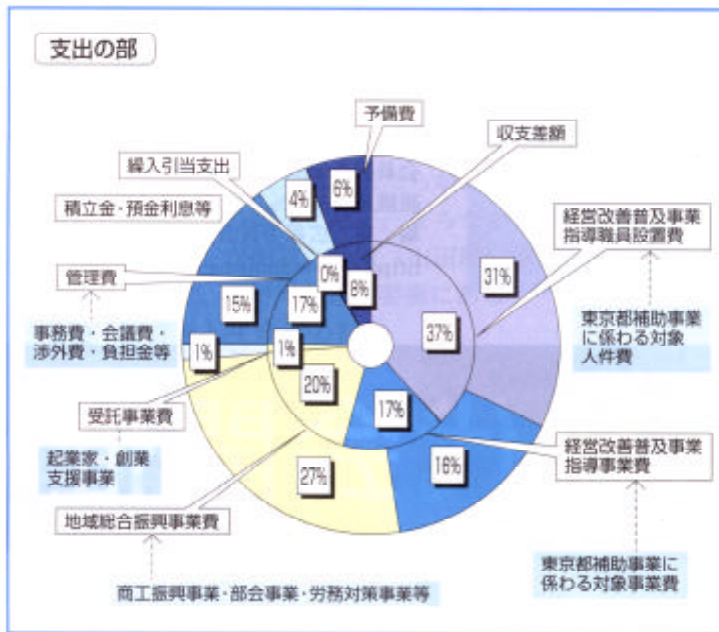 支出の部
予備費
収支差額
繰入引当支出
積立金・預金利息等
管理費
事務費・会議費・
渉外費・負担金等
受託事業費
起業家・創業
支援事業
地域総合振興事業費
商工振興事業・部会事業・労務対策事業等
経営改善普及事業
指導職員設置費
東京都補助事業
に係わる対象
人件費
経営改善普及事業
指導事業費
東京都補助事業に
係わる対象事業費
6%
4%
31%
0%
8%
15%
17%
37%
1%
1%
20%
17%
27%
16%